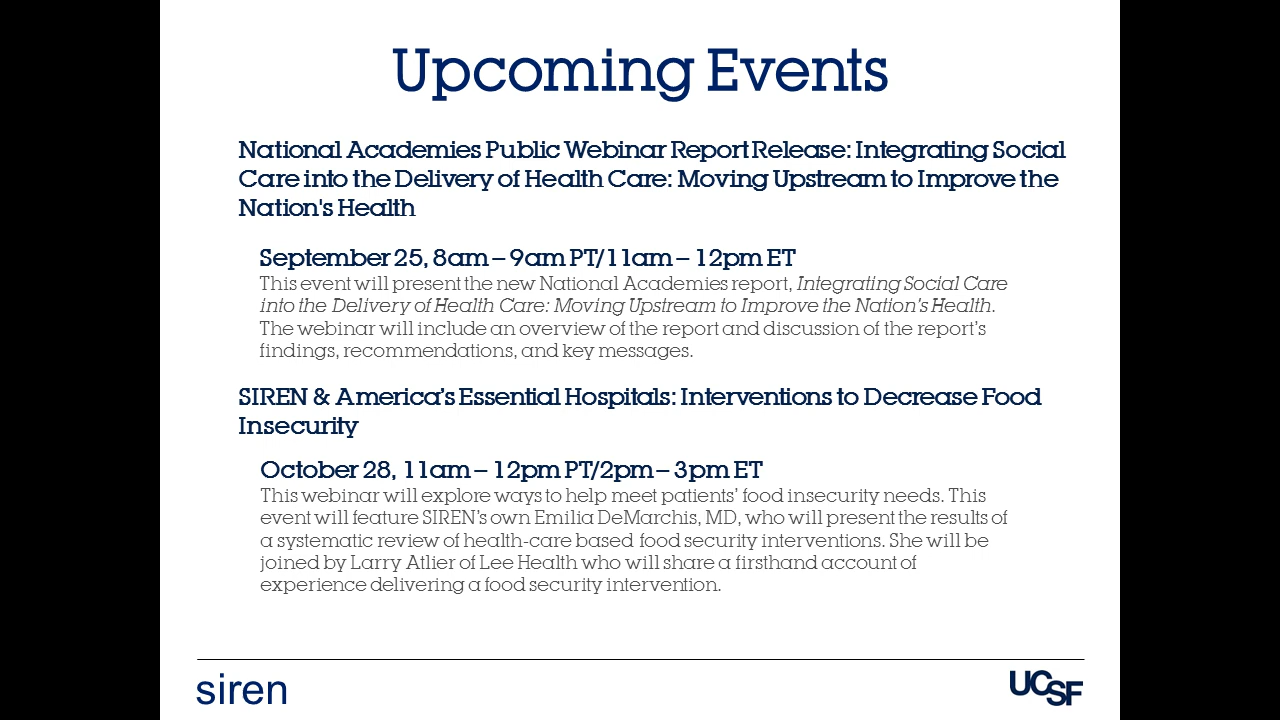 Upcoming Events
National Academies Public Webinar Report Release: Integrating Social
Care into the Delivery of Health Care: Moving Upstream to Improve the
Nation's Health
September 25, 8am – 9am PT/11am – 12pm ET
This event will present the new National Academies report, Integrating Social Care
into the Delivery of Health Care: Moving Upstream to Improve the Nation's Health.
The webinar will include an overview of the report and discussion of the report's
findings, recommendations, and key messages.
SIREN & America's Essential Hospitals: Interventions to Decrease Food
Insecurity
October 28, 11am – 12pm PT/2pm – 3pm ET
This webinar will explore ways to help meet patients' food insecurity needs. This
event will feature SIREN's own Emilia DeMarchis, MD, who will present the results of
a systematic review of health-care based food security interventions. She will be
joined by Larry Atlier of Lee Health who will share a firsthand account of
experience delivering a food security intervention.
siren
UCSF